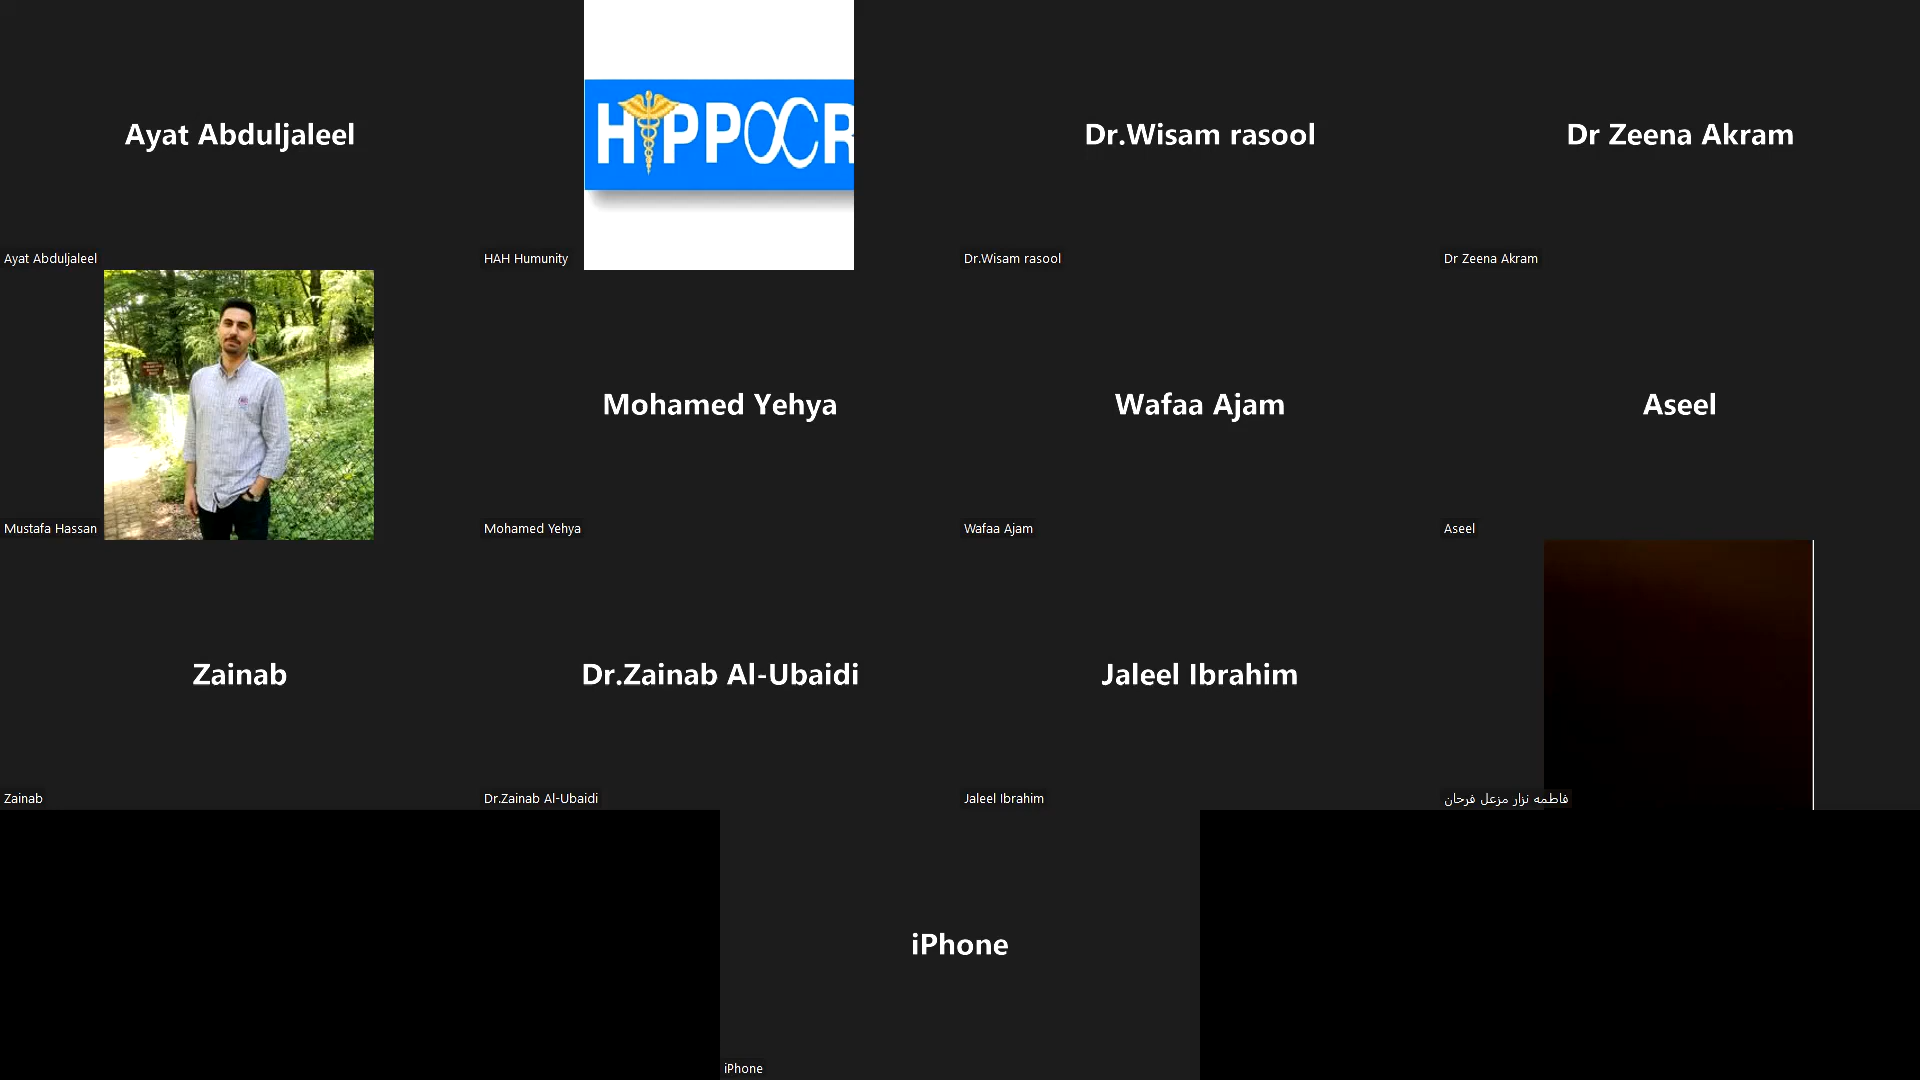 Ayat Abduljaleel
HIPPOCR
Dr.Wisam rasool
Dr Zeena Akram
Ayat Abduljaleel
HAH Humunity
Dr.Wisam rasool
Dr Zeena Akram
Mohamed Yehya
Wafaa Ajam
Aseel
Mustafa Hassan
Mohamed Yehya
Wafaa Ajam
Aseel
Zainab
Dr.Zainab Al-Ubaidi
Jaleel Ibrahim
Zainab
Dr.Zainab Al-Ubaidi
Jaleel Ibrahim
فاطمه نزار مزعل فرحان
iPhone
iPhone